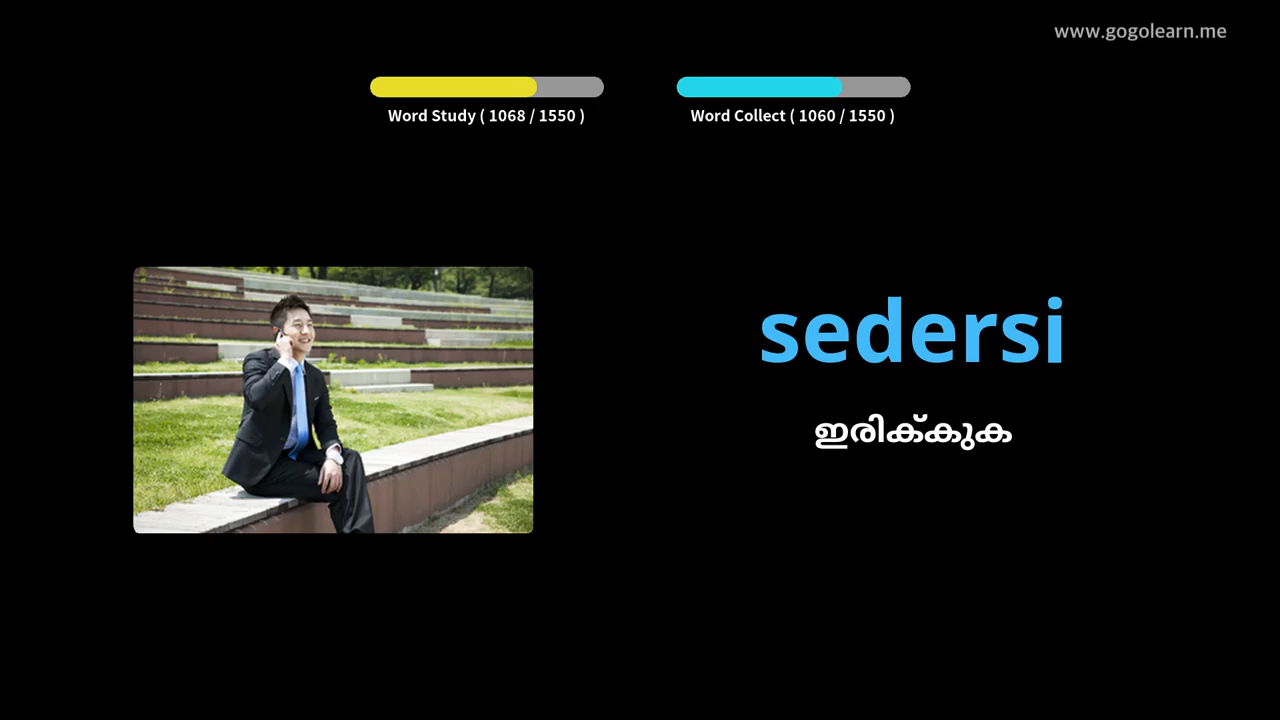 www.gogolearn.me
Word Study ( 1068 / 1550 )
Word Collect ( 1060 / 1550 )
sedersi
ഇരിക്കുക